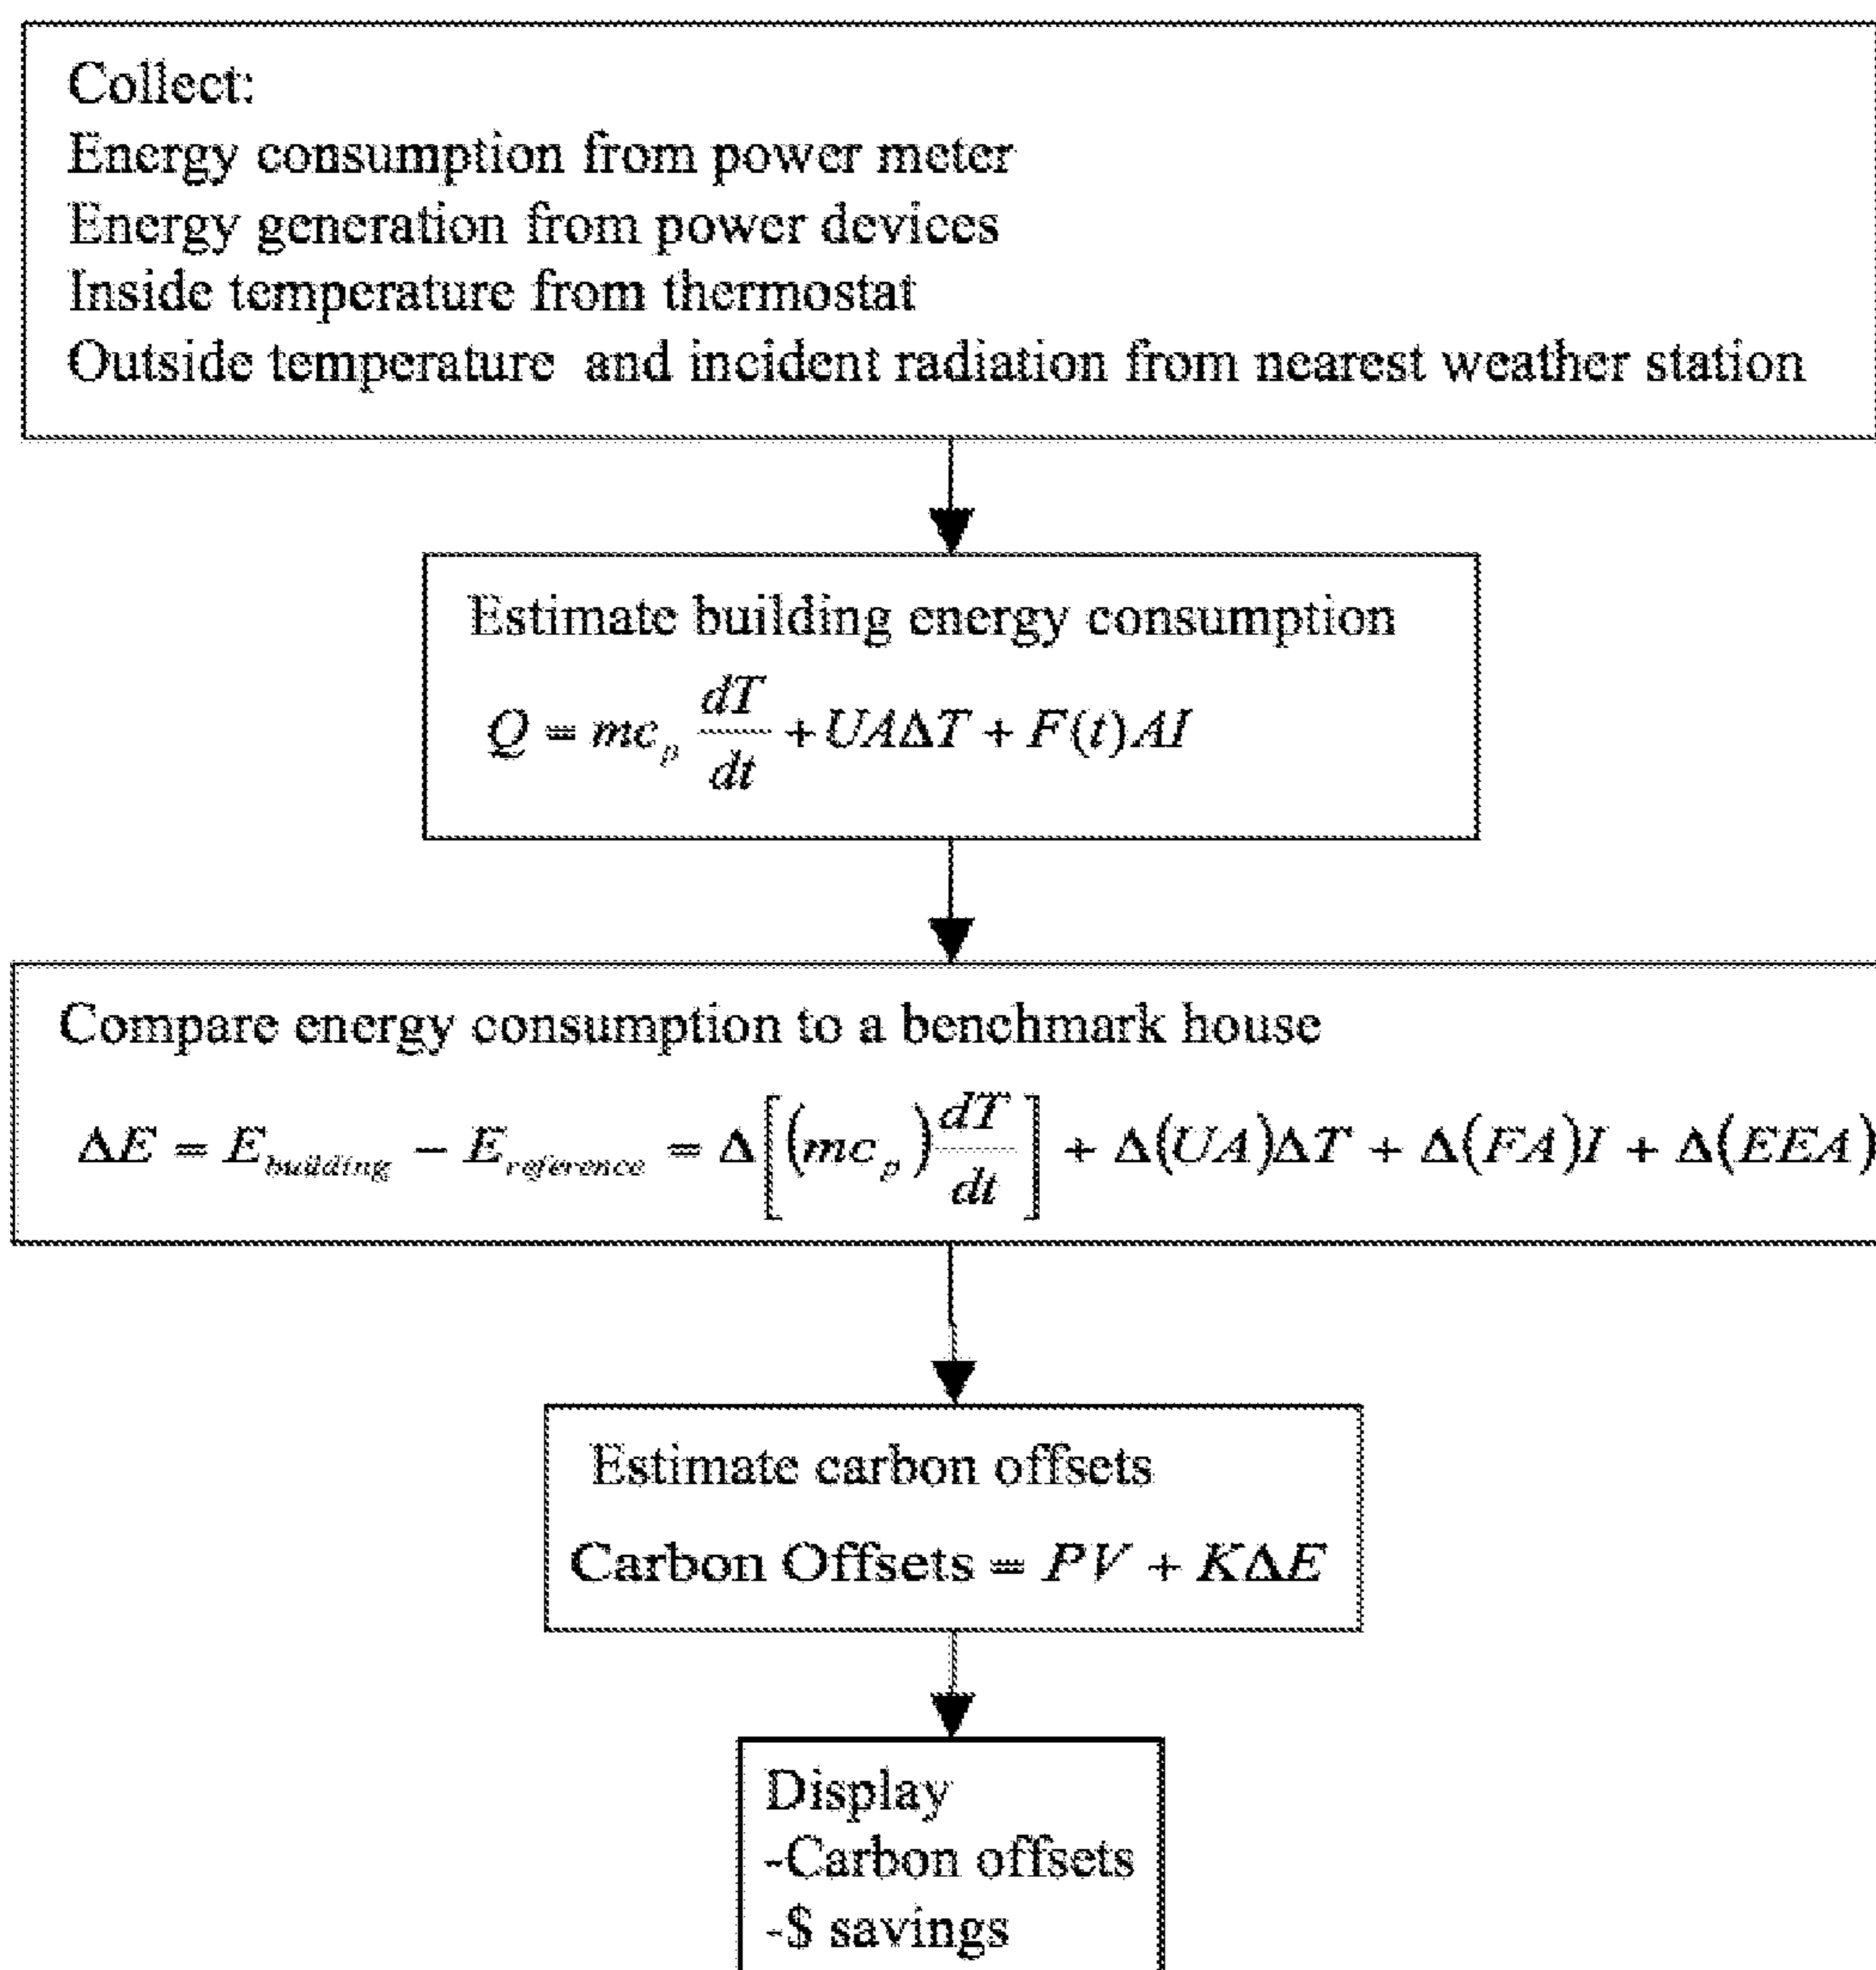 Collect:
Energy consumption from power meter
Energy generation from power devices
Inside temperature from thermostat
Outside temperature and incident radiation from nearest weather station
Estimate building energy consumption
Q = mc_p dT/dt + UAΔT + F(t)AI
Compare energy consumption to a benchmark house
ΔE = E_building − E_reference = Δ[(mc_p)dT/dt] + Δ(UA)ΔT + Δ(FA)I + Δ(EEA)
Estimate carbon offsets
Carbon Offsets = PV + KΔE
Display
-Carbon offsets
-$ savings